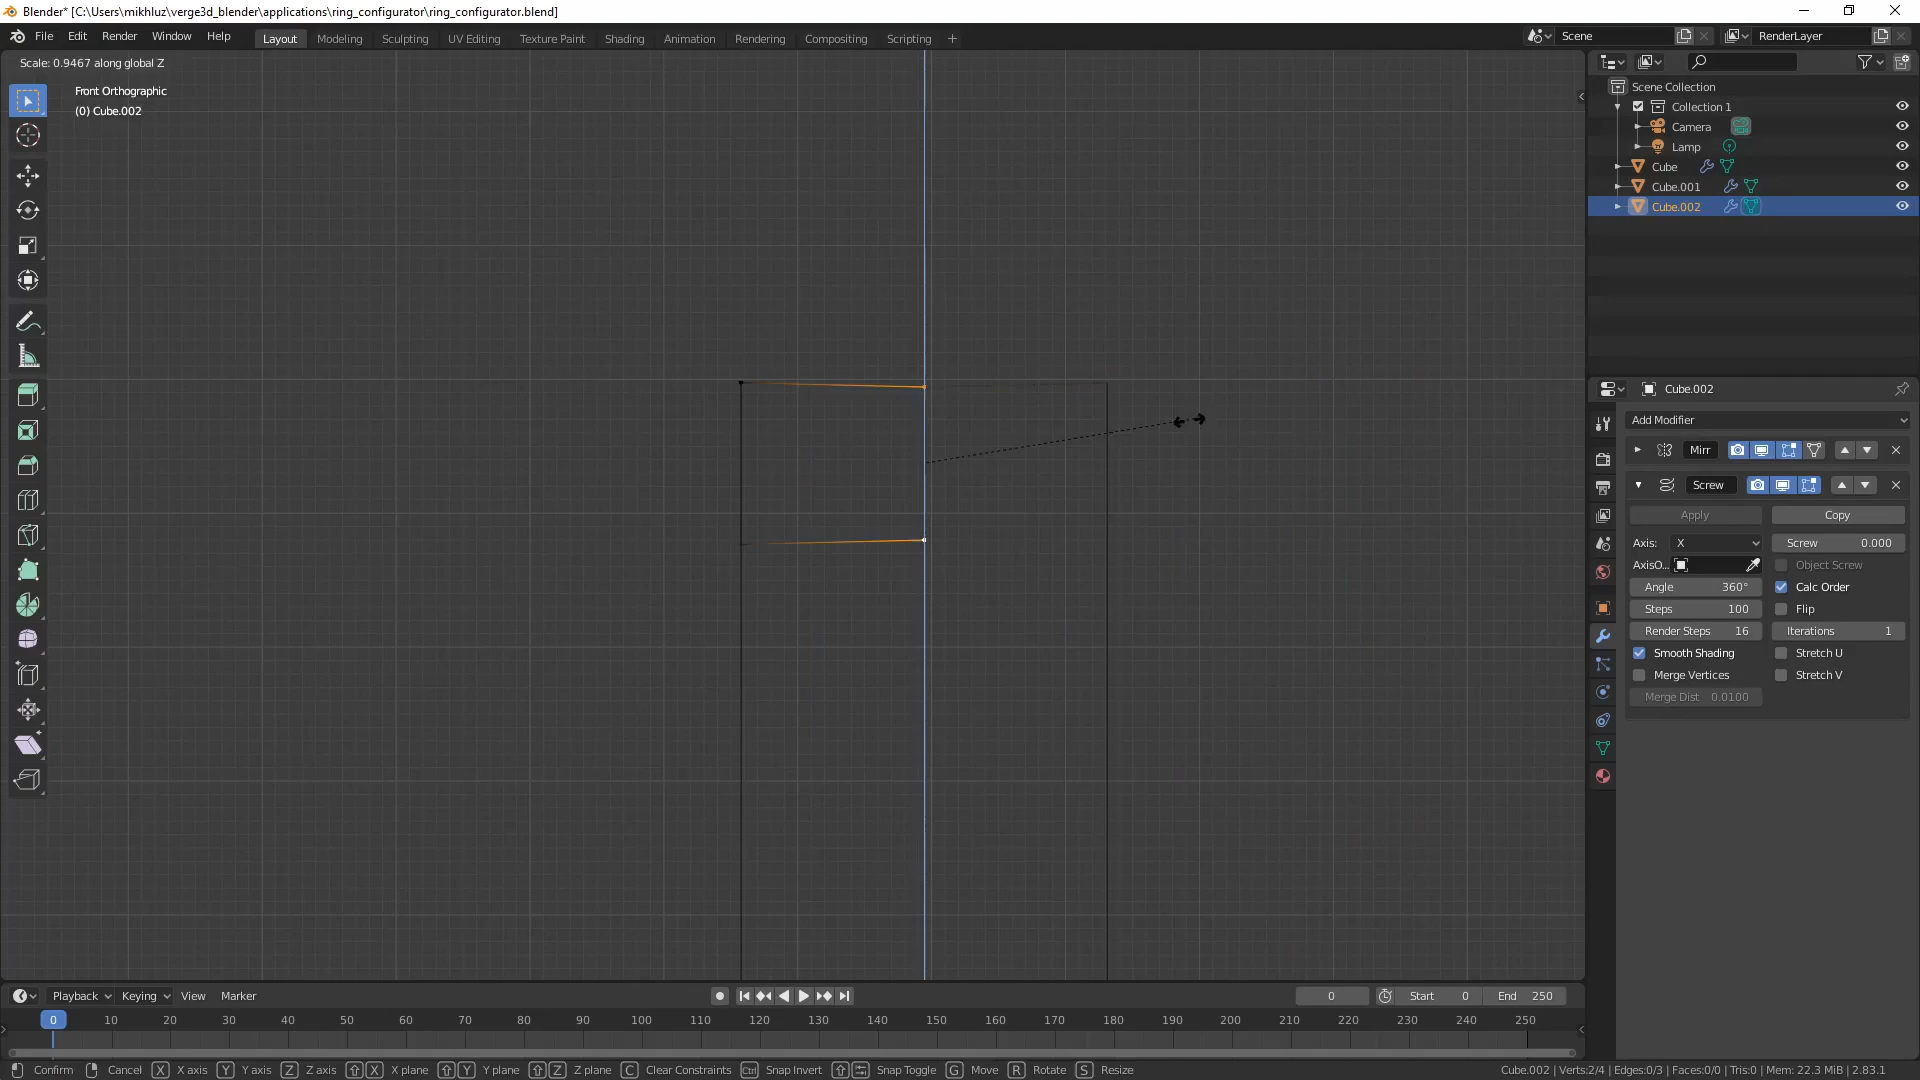 Blender* [C:\Users\mikhluz\verge3d_blender\applications\ring_configurator\ring_configurator.blend]
File Edit Render Window Help Layout Modeling Sculpting UV Editing Texture Paint Shading Animation Rendering Compositing Scripting Scene RenderLayer
Scale: 0.9467 along global Z
Front Orthographic
(0) Cube.002
Scene Collection
Collection 1
Camera
Lamp
Cube
Cube.001
Cube.002
Cube.002
Add Modifier
Mirr
Screw
Apply Copy
Axis: X Screw 0.000
AxisO... Object Screw
Angle 360° Calc Order
Steps 100 Flip
Render Steps 16 Iterations 1
Smooth Shading Stretch U
Merge Vertices Stretch V
Merge Dist 0.0100
Playback Keying View Marker 0 Start 0 End 250
0 10 20 30 40 50 60 70 80 90 100 110 120 130 140 150 160 170 180 190 200 210 220 230 240 250
Confirm Cancel X X axis Y Y axis Z Z axis X X plane Y Y plane Z Z plane C Clear Constraints Ctrl Snap Invert Snap Toggle G Move R Rotate S Resize Cube.002 | Verts:2/4 | Edges:0/3 | Faces:0/0 | Tris:0 | Mem: 22.3 MiB | 2.83.1